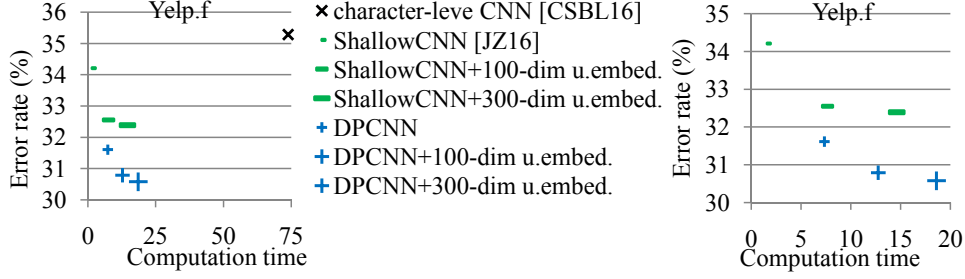 Yelp.f
36
35
34
33
32
31
30
Error rate (%)
0 25 50 75
Computation time
character-leve CNN [CSBL16]
ShallowCNN [JZ16]
ShallowCNN+100-dim u.embed.
ShallowCNN+300-dim u.embed.
DPCNN
DPCNN+100-dim u.embed.
DPCNN+300-dim u.embed.
Yelp.f
35
34
33
32
31
30
Error rate (%)
0 5 10 15 20
Computation time